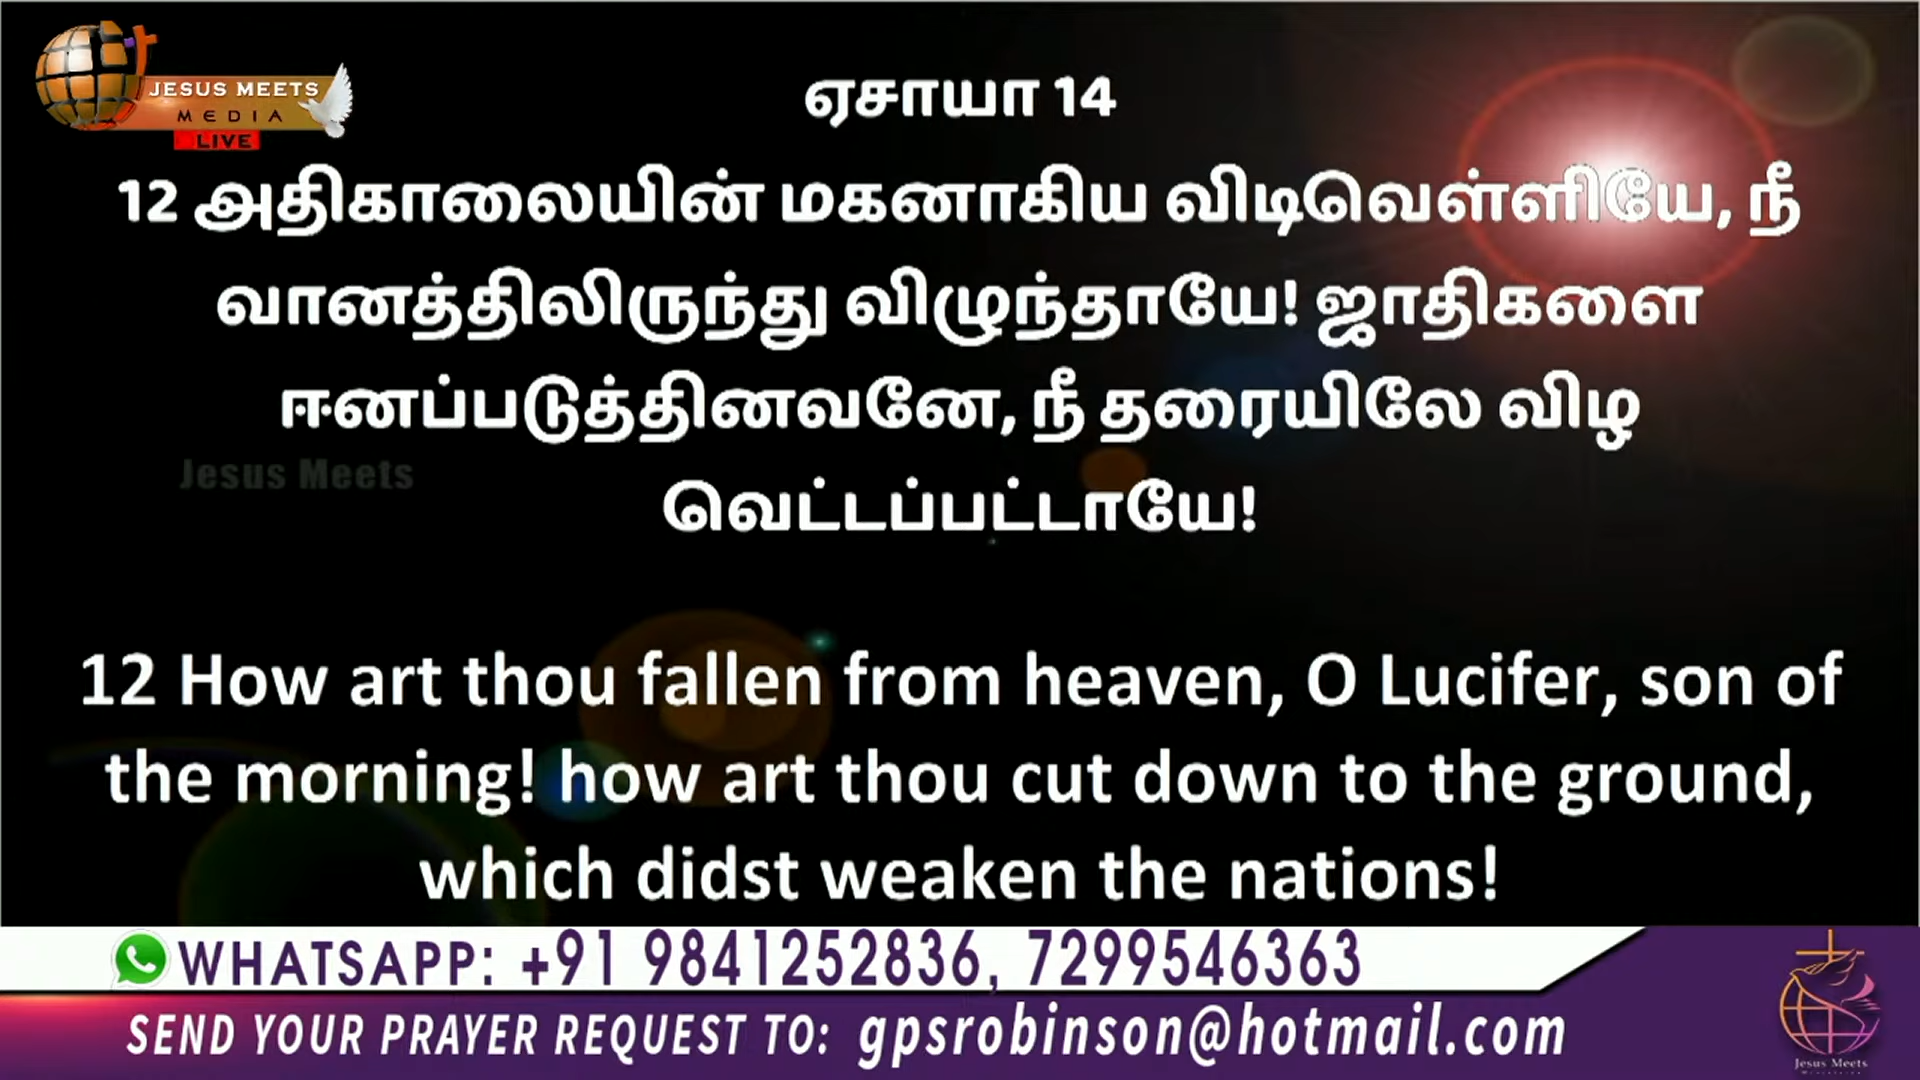 JESUS MEETS
MEDIA
LIVE
ஏசாயா 14
12 அதிகாலையின் மகனாகிய விடிவெள்ளியே, நீ
வானத்திலிருந்து விழுந்தாயே! ஜாதிகளை
ஈனப்படுத்தினவனே, நீ தரையிலே விழ
வெட்டப்பட்டாயே!
Jesus Meets
12 How art thou fallen from heaven, O Lucifer, son of
the morning! how art thou cut down to the ground,
which didst weaken the nations!
WHATSAPP: +91 9841252836, 7299546363
SEND YOUR PRAYER REQUEST TO: gpsrobinson@hotmail.com
Jesus Meets